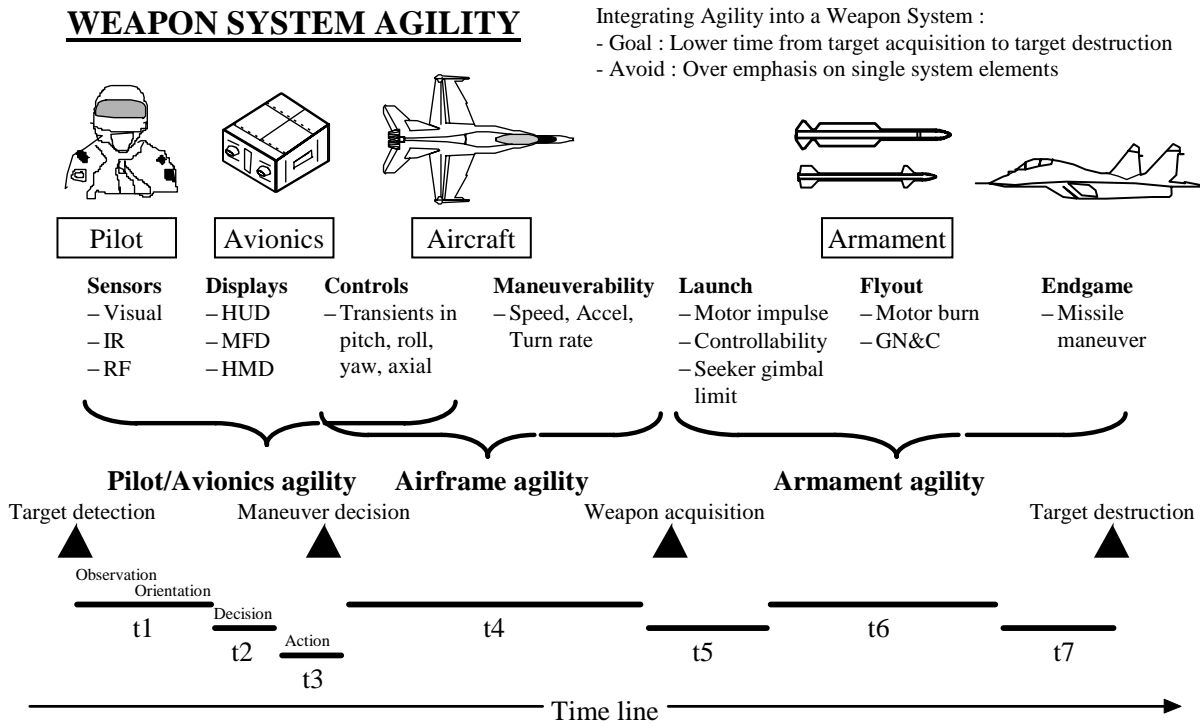 WEAPON SYSTEM AGILITY
Integrating Agility into a Weapon System :
- Goal : Lower time from target acquisition to target destruction
- Avoid : Over emphasis on single system elements
Pilot
Avionics
Aircraft
Armament
Sensors
– Visual
– IR
– RF
Displays
– HUD
– MFD
– HMD
Controls
– Transients in
pitch, roll,
yaw, axial
Maneuverability
– Speed, Accel,
Turn rate
Launch
– Motor impulse
– Controllability
– Seeker gimbal
limit
Flyout
– Motor burn
– GN&C
Endgame
– Missile
maneuver
Pilot/Avionics agility
Airframe agility
Armament agility
Target detection
Maneuver decision
Weapon acquisition
Target destruction
Observation
Orientation
t1
Decision
t2
Action
t3
t4
t5
t6
t7
Time line